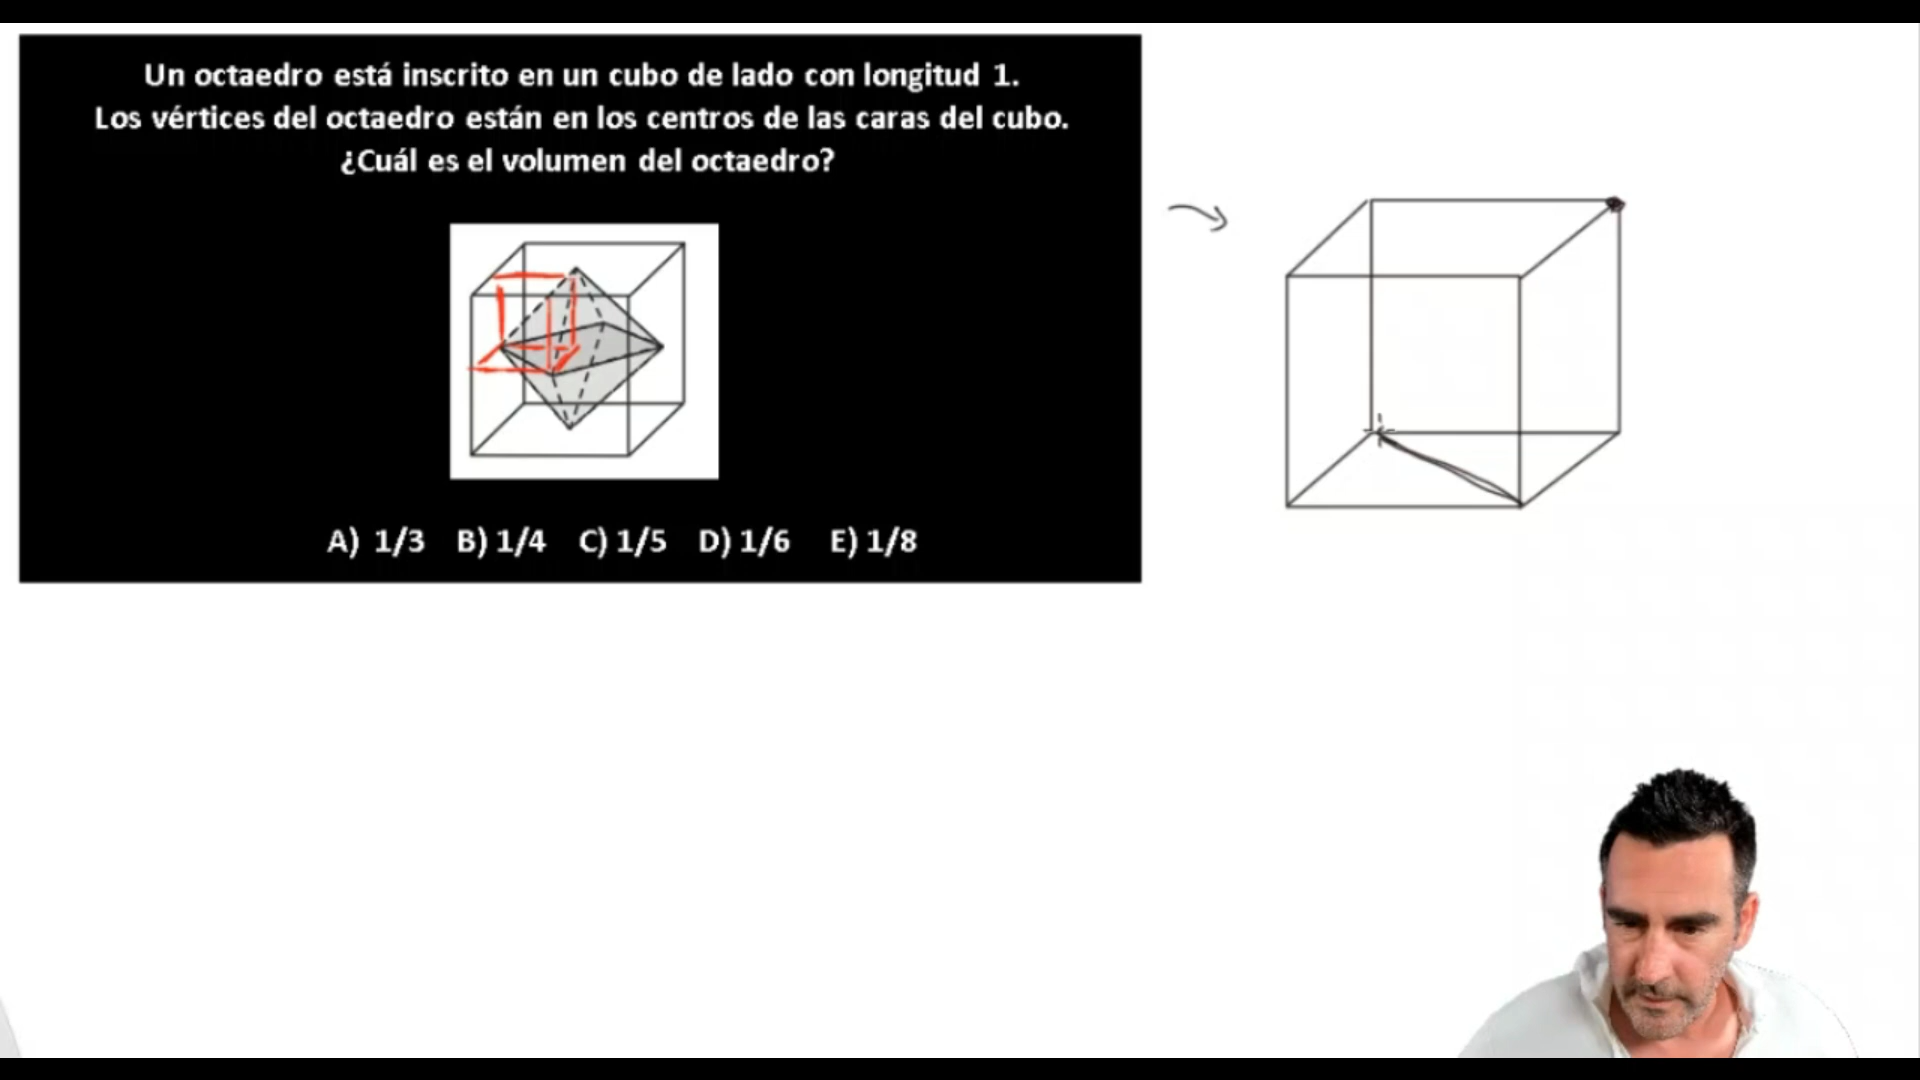 Un octaedro está inscrito en un cubo de lado con longitud 1.
Los vértices del octaedro están en los centros de las caras del cubo.
¿Cuál es el volumen del octaedro?
A) 1/3 B) 1/4 C) 1/5 D) 1/6 E) 1/8